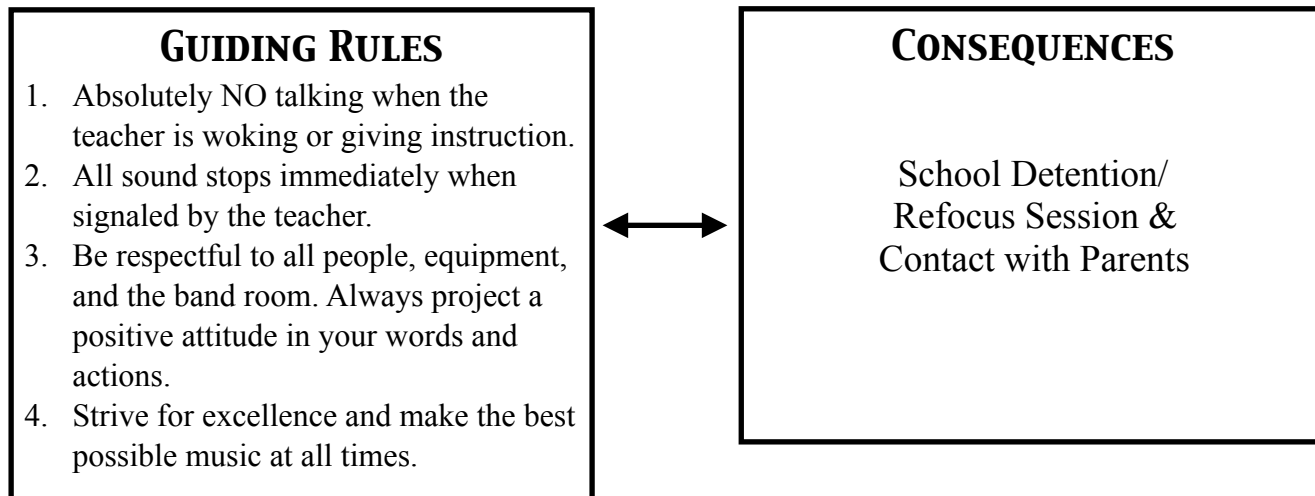 GUIDING RULES
1. Absolutely NO talking when the
teacher is woking or giving instruction.
2. All sound stops immediately when
signaled by the teacher.
3. Be respectful to all people, equipment,
and the band room. Always project a
positive attitude in your words and
actions.
4. Strive for excellence and make the best
possible music at all times.
CONSEQUENCES
School Detention/
Refocus Session &
Contact with Parents